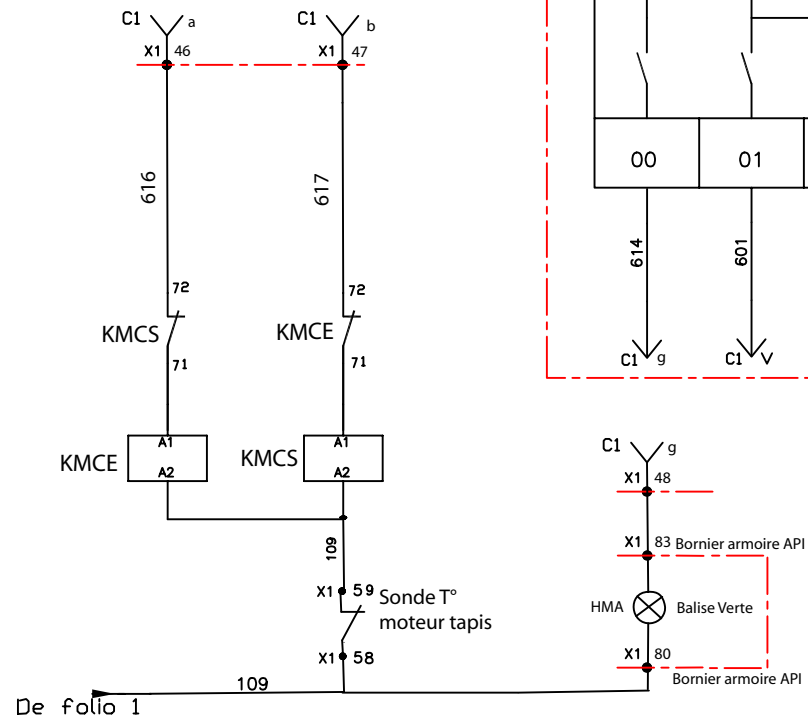 C1 a
C1 b
X1 46
X1 47
616
617
00
01
614
601
72
72
KMCS
KMCE
71
71
C1 g
C1 V
A1
A1
KMCE
KMCS
A2
A2
C1 g
X1 48
109
X1 83 Bornier armoire API
X1 59 Sonde T°
moteur tapis
HMA
Balise Verte
X1 58
X1 80
Bornier armoire API
109
De folio 1